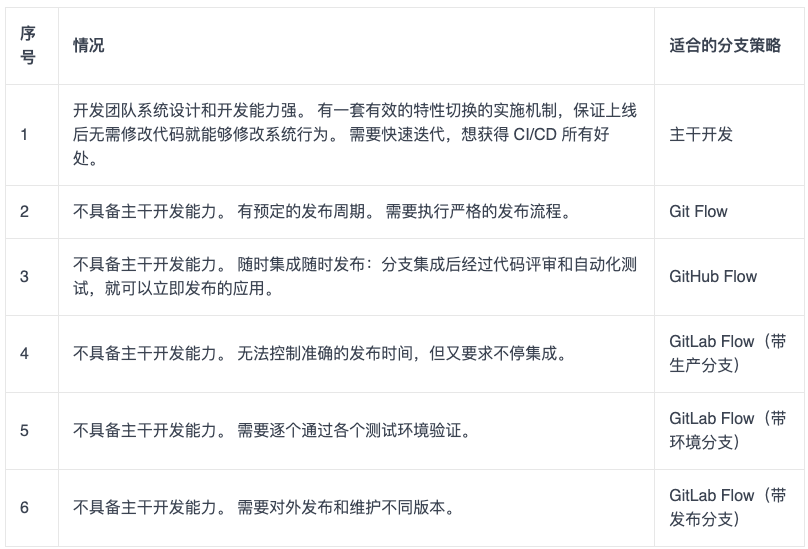 序
号
情况
适合的分支策略
1
开发团队系统设计和开发能力强。 有一套有效的特性切换的实施机制，保证上线
后无需修改代码就能够修改系统行为。 需要快速迭代，想获得 CI/CD 所有好
处。
主干开发
2
不具备主干开发能力。 有预定的发布周期。 需要执行严格的发布流程。
Git Flow
3
不具备主干开发能力。 随时集成随时发布：分支集成后经过代码评审和自动化测
试，就可以立即发布的应用。
GitHub Flow
4
不具备主干开发能力。 无法控制准确的发布时间，但又要求不停集成。
GitLab Flow（带
生产分支）
5
不具备主干开发能力。 需要逐个通过各个测试环境验证。
GitLab Flow（带
环境分支）
6
不具备主干开发能力。 需要对外发布和维护不同版本。
GitLab Flow（带
发布分支）